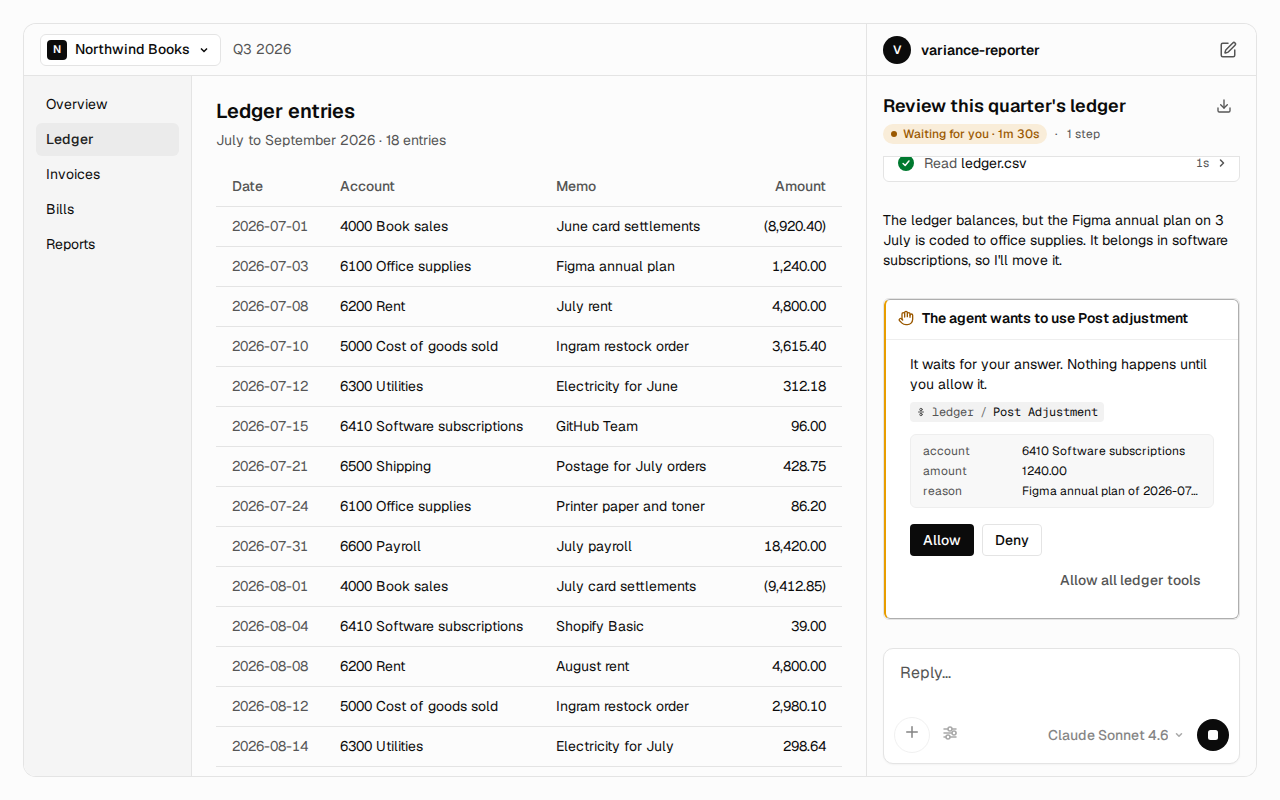 N Northwind Books Q3 2026
Overview
Ledger
Invoices
Bills
Reports
Ledger entries
July to September 2026 · 18 entries
Date Account Memo Amount
2026-07-01 4000 Book sales June card settlements (8,920.40)
2026-07-03 6100 Office supplies Figma annual plan 1,240.00
2026-07-08 6200 Rent July rent 4,800.00
2026-07-10 5000 Cost of goods sold Ingram restock order 3,615.40
2026-07-12 6300 Utilities Electricity for June 312.18
2026-07-15 6410 Software subscriptions GitHub Team 96.00
2026-07-21 6500 Shipping Postage for July orders 428.75
2026-07-24 6100 Office supplies Printer paper and toner 86.20
2026-07-31 6600 Payroll July payroll 18,420.00
2026-08-01 4000 Book sales July card settlements (9,412.85)
2026-08-04 6410 Software subscriptions Shopify Basic 39.00
2026-08-08 6200 Rent August rent 4,800.00
2026-08-12 5000 Cost of goods sold Ingram restock order 2,980.10
2026-08-14 6300 Utilities Electricity for July 298.64
V variance-reporter
Review this quarter's ledger
Waiting for you · 1m 30s · 1 step
Read ledger.csv 1s
The ledger balances, but the Figma annual plan on 3
July is coded to office supplies. It belongs in software
subscriptions, so I'll move it.
The agent wants to use Post adjustment
It waits for your answer. Nothing happens until
you allow it.
ledger / Post Adjustment
account 6410 Software subscriptions
amount 1240.00
reason Figma annual plan of 2026-07...
Allow Deny
Allow all ledger tools
Reply...
Claude Sonnet 4.6